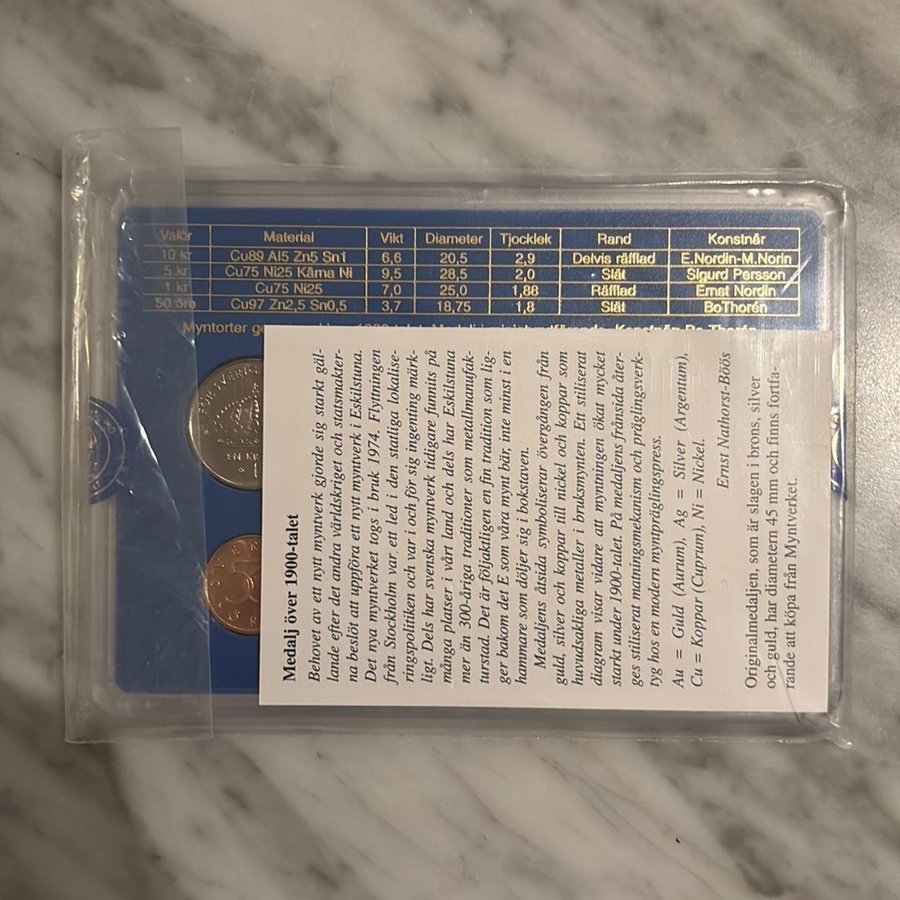 Valör Material Vikt Diameter Tjocklek Rand Konstnär
10 kr Cu89 Al5 Zn5 Sn1 6,6 20,5 2,9 Delvis räfflad E.Nordin-M.Norin
5 kr Cu75 Ni25 Kärna Ni 9,5 28,5 2,0 Slät Sigurd Persson
1 kr Cu75 Ni25 7,0 25,0 1,88 Räfflad Ernst Nordin
50 öre Cu97 Zn2,5 Sn0,5 3,7 18,75 1,8 Slät BoThorén
Myntorter
EN KR
Medalj över 1900-talet
Behovet av ett nytt myntverk gjorde sig starkt gäl-
lande efter det andra världskriget och statsmakter-
na beslöt att uppföra ett nytt myntverk i Eskilstuna.
Det nya myntverket togs i bruk 1974. Flyttningen
från Stockholm var ett led i den statliga lokalise-
ringspolitiken och var i och för sig ingenting märk-
ligt. Dels har svenska myntverk tidigare funnits på
många platser i vårt land och dels har Eskilstuna
mer än 300-åriga traditioner som metallmanufak-
turstad. Det är följaktligen en fin tradition som lig-
ger bakom det E som våra mynt bär, inte minst i en
hammare som döljer sig i bokstaven.
Medaljens åtsida symboliserar övergången från
guld, silver och koppar till nickel och koppar som
huvudsakliga metaller i bruksmynten. Ett stiliserat
diagram visar vidare att myntningen ökat mycket
starkt under 1900-talet. På medaljens frånsida åter-
ges stiliserat matningsmekanism och präglingsverk-
tyg hos en modern myntpräglingspress.
Au = Guld (Aurum), Ag = Silver (Argentum),
Cu = Koppar (Cuprum), Ni = Nickel.
Ernst Nathorst-Böös
Originalmedaljen, som är slagen i brons, silver
och guld, har diametern 45 mm och finns fortfa-
rande att köpa från Myntverket.